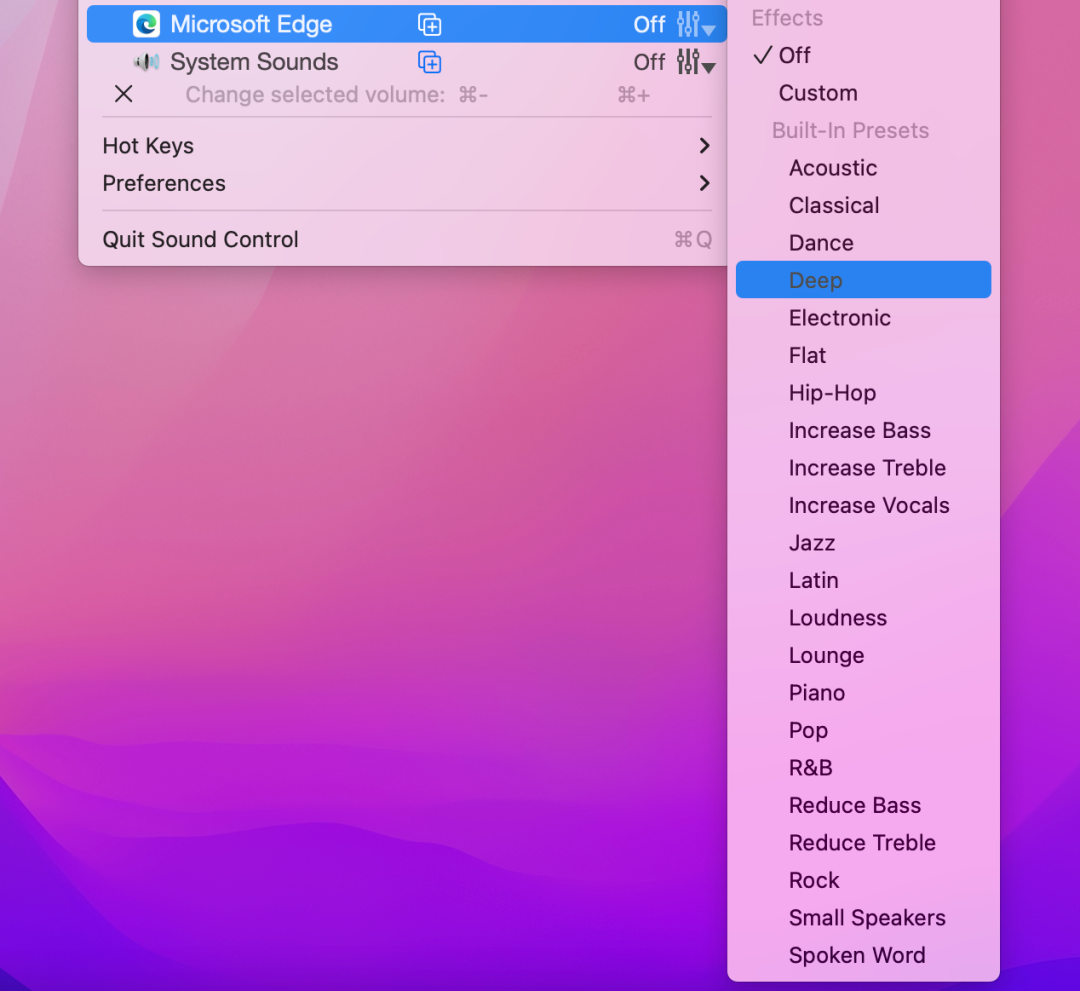 Microsoft Edge Off
System Sounds Off
Change selected volume: ⌘- ⌘+
Hot Keys
Preferences
Quit Sound Control ⌘Q
Effects
✓ Off
Custom
Built-In Presets
Acoustic
Classical
Dance
Deep
Electronic
Flat
Hip-Hop
Increase Bass
Increase Treble
Increase Vocals
Jazz
Latin
Loudness
Lounge
Piano
Pop
R&B
Reduce Bass
Reduce Treble
Rock
Small Speakers
Spoken Word